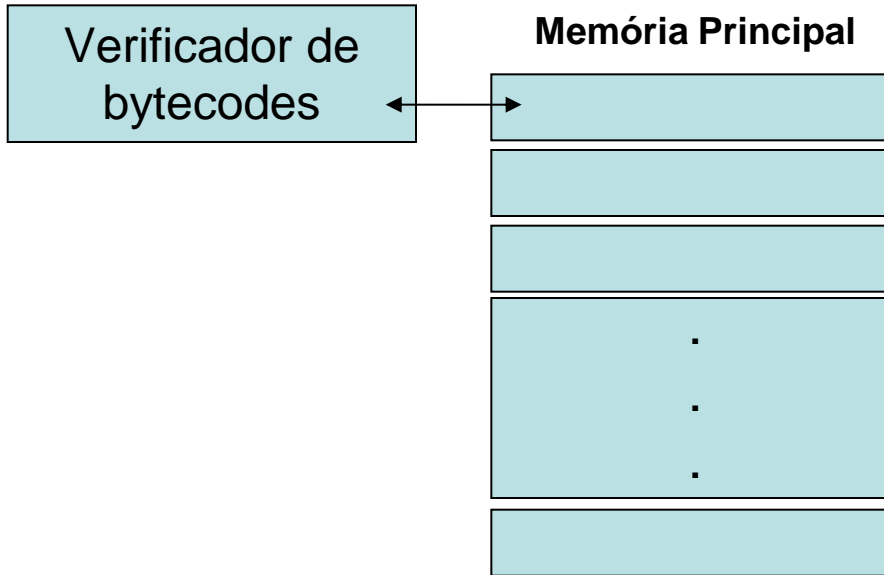 Verificador de
bytecodes
Memória Principal
.
.
.